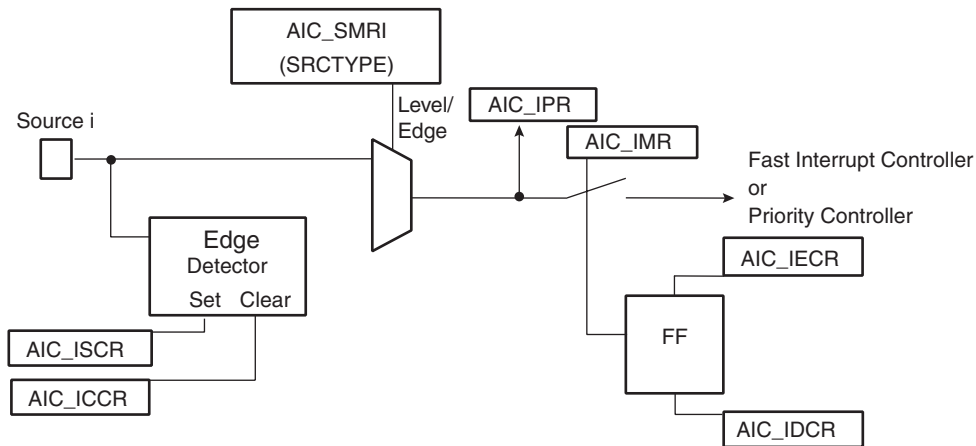 AIC_SMRI
(SRCTYPE)
Source i
Level/
Edge
AIC_IPR
AIC_IMR
Fast Interrupt Controller
or
Priority Controller
Edge
Detector
Set Clear
AIC_IECR
FF
AIC_ISCR
AIC_ICCR
AIC_IDCR